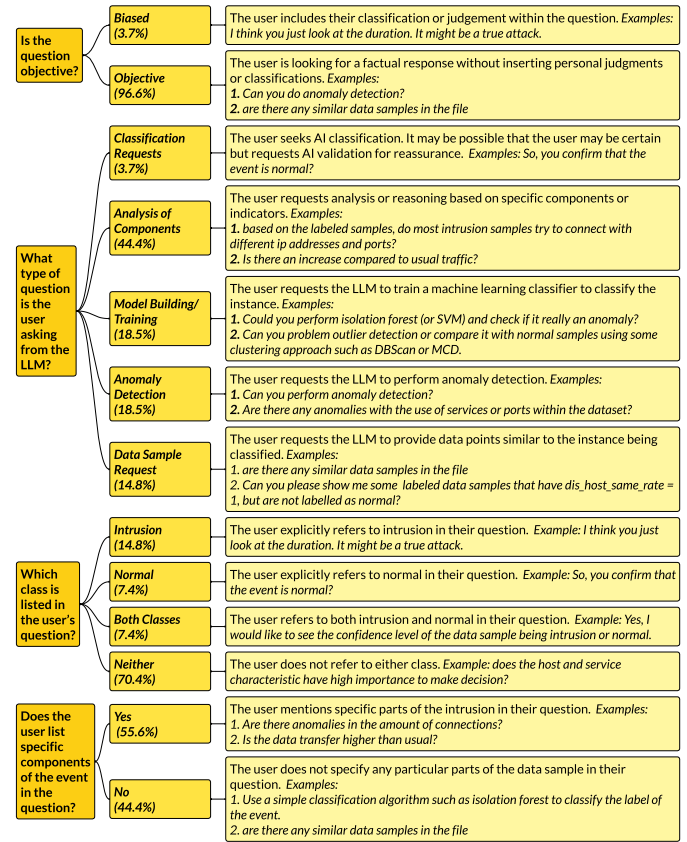 Is the
question
objective?
Biased
(3.7%)
The user includes their classification or judgement within the question. Examples:
I think you just look at the duration. It might be a true attack.
Objective
(96.6%)
The user is looking for a factual response without inserting personal judgments
or classifications. Examples:
1. Can you do anomaly detection?
2. are there any similar data samples in the file
What
type of
question
is the
user
asking
from the
LLM?
Classification
Requests
(3.7%)
The user seeks AI classification. It may be possible that the user may be certain
but requests AI validation for reassurance. Examples: So, you confirm that the
event is normal?
Analysis of
Components
(44.4%)
The user requests analysis or reasoning based on specific components or
indicators. Examples:
1. based on the labeled samples, do most intrusion samples try to connect with
different ip addresses and ports?
2. Is there an increase compared to usual traffic?
Model Building/
Training
(18.5%)
The user requests the LLM to train a machine learning classifier to classify the
instance. Examples:
1. Could you perform isolation forest (or SVM) and check if it really an anomaly?
2. Can you problem outlier detection or compare it with normal samples using some
clustering approach such as DBScan or MCD.
Anomaly
Detection
(18.5%)
The user requests the LLM to perform anomaly detection. Examples:
1. Can you perform anomaly detection?
2. Are there any anomalies with the use of services or ports within the dataset?
Data Sample
Request
(14.8%)
The user requests the LLM to provide data points similar to the instance being
classified. Examples:
1. are there any similar data samples in the file
2. Can you please show me some labeled data samples that have dis_host_same_rate =
1, but are not labelled as normal?
Which
class is
listed in
the user's
question?
Intrusion
(14.8%)
The user explicitly refers to intrusion in their question. Example: I think you just
look at the duration. It might be a true attack.
Normal
(7.4%)
The user explicitly refers to normal in their question. Example: So, you confirm that
the event is normal?
Both Classes
(7.4%)
The user refers to both intrusion and normal in their question. Example: Yes, I
would like to see the confidence level of the data sample being intrusion or normal.
Neither
(70.4%)
The user does not refer to either class. Example: does the host and service
characteristic have high importance to make decision?
Does the
user list
specific
components
of the event
in the
question?
Yes
(55.6%)
The user mentions specific parts of the intrusion in their question. Examples:
1. Are there anomalies in the amount of connections?
2. Is the data transfer higher than usual?
No
(44.4%)
The user does not specify any particular parts of the data sample in their
question. Examples:
1. Use a simple classification algorithm such as isolation forest to classify the label of
the event.
2. are there any similar data samples in the file